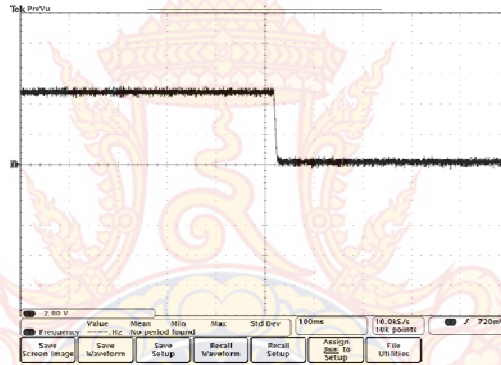 Tek PreVu
2.00 V
Value Mean Min Max Std Dev
Frequency Hz No period found
100ms
10.0kS/s
10k points
720mV
Save Screen Image
Save Waveform
Save Setup
Recall Waveform
Recall Setup
Assign
to
Setup
File Utilities